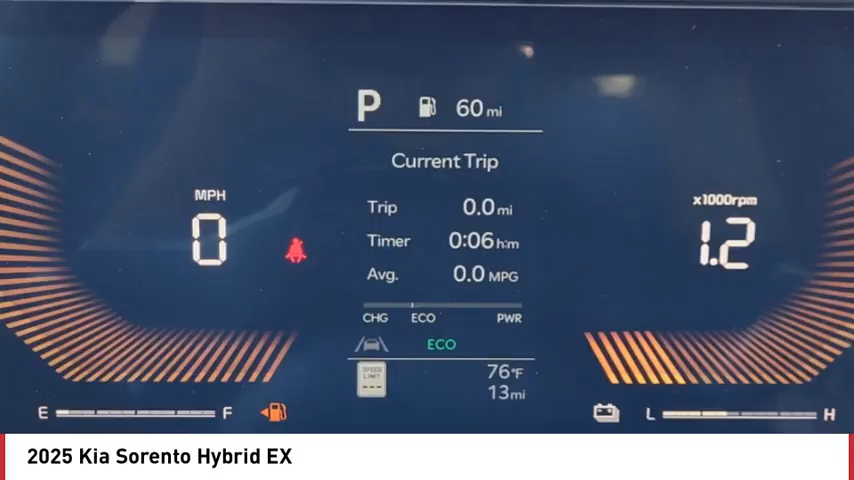 P 60 mi
Current Trip
MPH
x1000rpm
Trip 0.0 mi
0
1.2
Timer 0:06 h:m
Avg. 0.0 MPG
CHG ECO PWR
ECO
SPEED LIMIT
---
76°F
13 mi
E F
L H
2025 Kia Sorento Hybrid EX